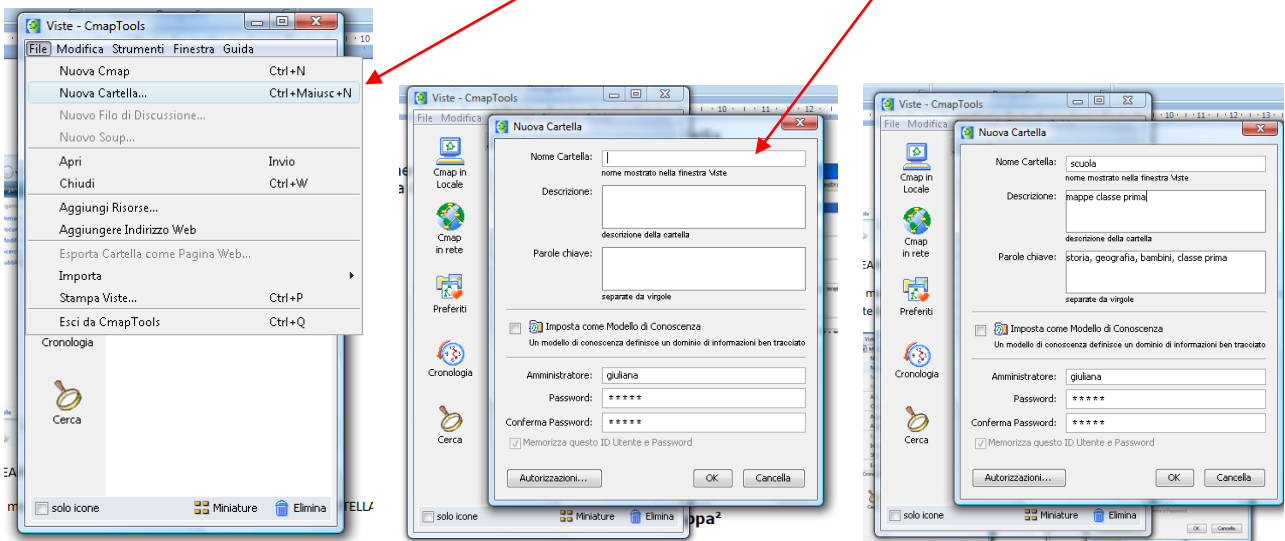 Viste - CmapTools
File Modifica Strumenti Finestra Guida
Nuova Cmap Ctrl+N
Nuova Cartella... Ctrl+Maiusc+N
Nuovo Filo di Discussione...
Nuovo Soup...
Apri Invio
Chiudi Ctrl+W
Aggiungi Risorse...
Aggiungere Indirizzo Web
Esporta Cartella come Pagina Web...
Importa
Stampa Viste... Ctrl+P
Esci da CmapTools Ctrl+Q
Cronologia
Cerca
solo icone Miniature Elimina
Viste - CmapTools
File Modifica
Cmap in
Locale
Cmap
in rete
Preferiti
Cronologia
Cerca
Nuova Cartella
Nome Cartella:
nome mostrato nella finestra Viste
Descrizione:
descrizione della cartella
Parole chiave:
separate da virgole
Imposta come Modello di Conoscenza
Un modello di conoscenza definisce un dominio di informazioni ben tracciato
Amministratore: giuliana
Password: *****
Conferma Password: *****
Memorizza questo ID Utente e Password
Autorizzazioni... OK Cancella
solo icone Miniature Elimina
ppa²
Viste - CmapTools
File Modifica
Cmap in
Locale
Cmap
in rete
Preferiti
Cronologia
Cerca
Nuova Cartella
Nome Cartella: scuola
nome mostrato nella finestra Viste
Descrizione: mappe classe prima
descrizione della cartella
Parole chiave: storia, geografia, bambini, classe prima
separate da virgole
Imposta come Modello di Conoscenza
Un modello di conoscenza definisce un dominio di informazioni ben tracciato
Amministratore: giuliana
Password: *****
Conferma Password: *****
Memorizza questo ID Utente e Password
Autorizzazioni... OK Cancella
solo icone Miniature Elimina
OK Cancella